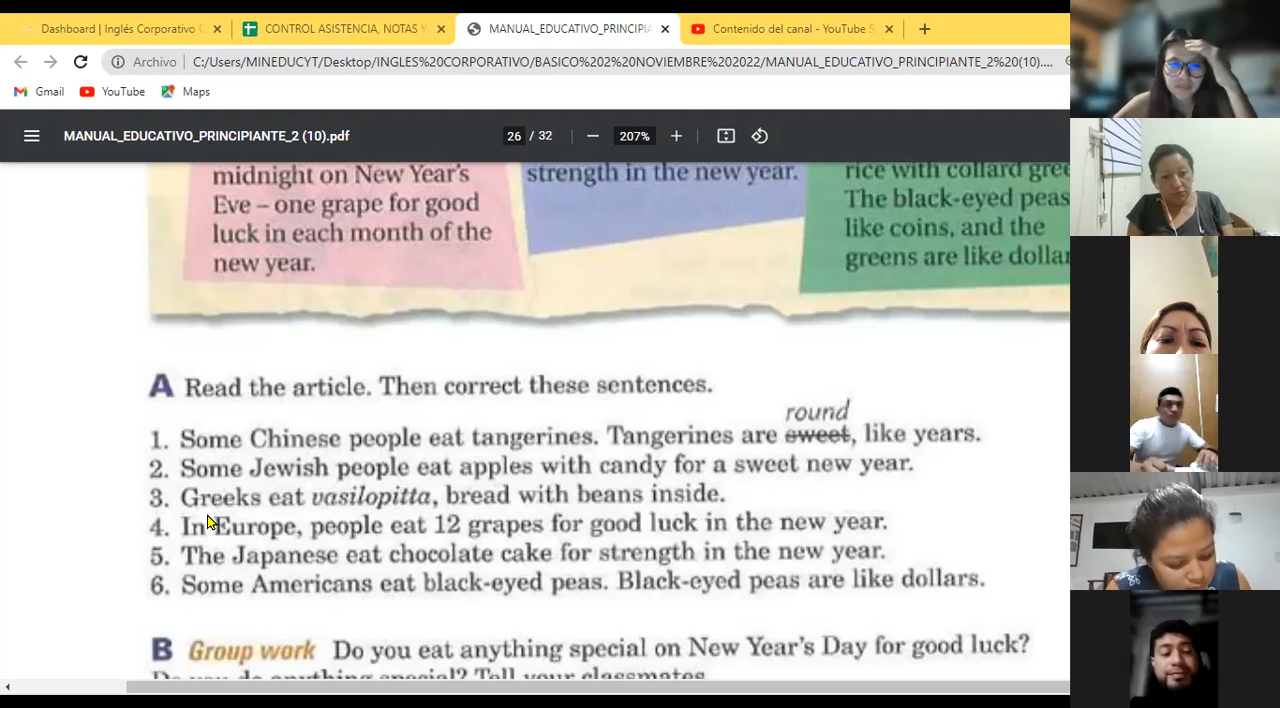 Dashboard | Inglés Corporativo
CONTROL ASISTENCIA, NOTAS Y
MANUAL_EDUCATIVO_PRINCIPIA
Contenido del canal - YouTube S
Archivo
C:/Users/MINEDUCYT/Desktop/INGLES%20CORPORATIVO/BASICO%202%20NOVIEMBRE%202022/MANUAL_EDUCATIVO_PRINCIPIANTE_2%20(10)....
Gmail
YouTube
Maps
MANUAL_EDUCATIVO_PRINCIPIANTE_2 (10).pdf
26 / 32
207%
midnight on New Year's
Eve – one grape for good
luck in each month of the
new year.
strength in the new year.
rice with collard gree
The black-eyed peas
like coins, and the
greens are like dollar
A Read the article. Then correct these sentences.
round
1. Some Chinese people eat tangerines. Tangerines are sweet, like years.
2. Some Jewish people eat apples with candy for a sweet new year.
3. Greeks eat vasilopitta, bread with beans inside.
4. In Europe, people eat 12 grapes for good luck in the new year.
5. The Japanese eat chocolate cake for strength in the new year.
6. Some Americans eat black-eyed peas. Black-eyed peas are like dollars.
B Group work Do you eat anything special on New Year's Day for good luck?
Do you do anything special? Tell your classmates.